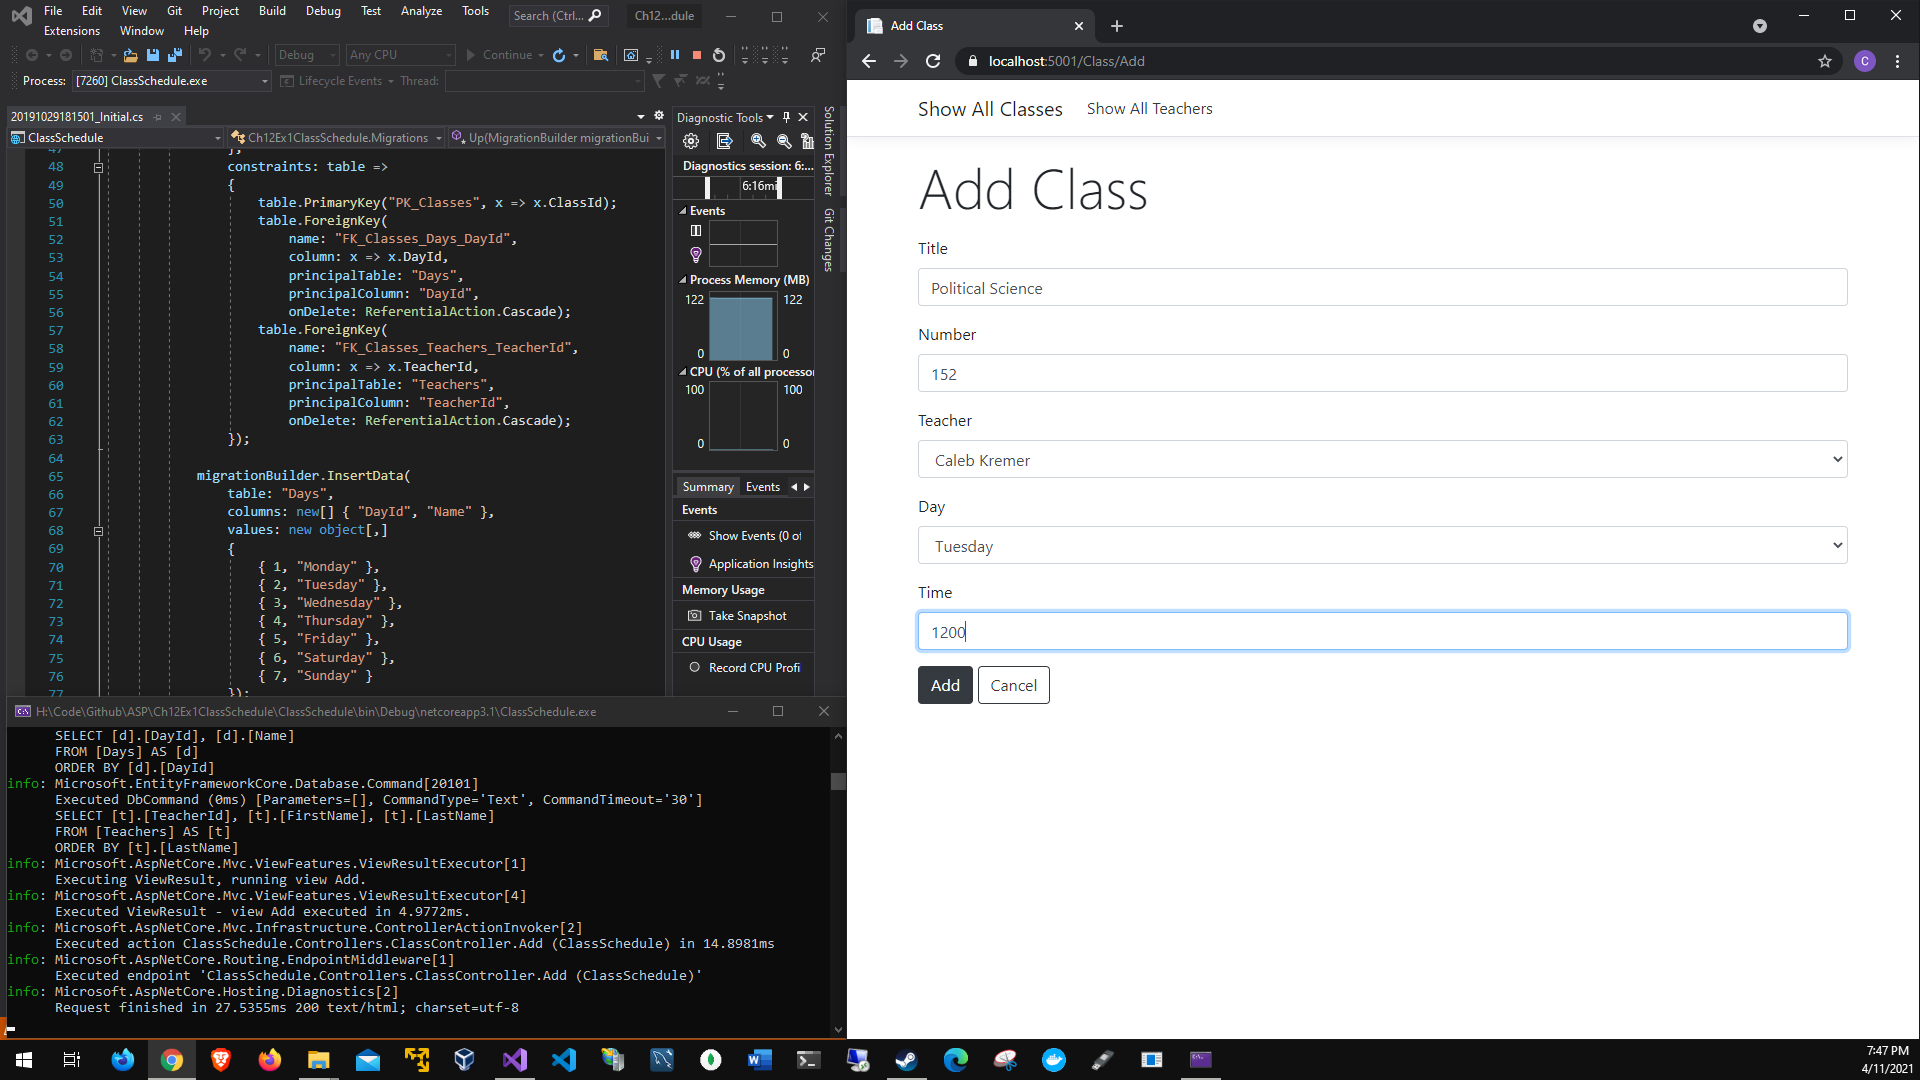 File Edit View Git Project Build Debug Test Analyze Tools
Search (Ctrl...
Ch12...dule
Extensions Window Help
Debug
Any CPU
Continue
Process: [7260] ClassSchedule.exe
Lifecycle Events
Thread:
20191029181501_Initial.cs
ClassSchedule
Ch12Ex1ClassSchedule.Migrations
Up(MigrationBuilder migrationBui
47 },
48 constraints: table =>
49 {
50 table.PrimaryKey("PK_Classes", x => x.ClassId);
51 table.ForeignKey(
52 name: "FK_Classes_Days_DayId",
53 column: x => x.DayId,
54 principalTable: "Days",
55 principalColumn: "DayId",
56 onDelete: ReferentialAction.Cascade);
57 table.ForeignKey(
58 name: "FK_Classes_Teachers_TeacherId",
59 column: x => x.TeacherId,
60 principalTable: "Teachers",
61 principalColumn: "TeacherId",
62 onDelete: ReferentialAction.Cascade);
63 });
64
65 migrationBuilder.InsertData(
66 table: "Days",
67 columns: new[] { "DayId", "Name" },
68 values: new object[,]
69 {
70 { 1, "Monday" },
71 { 2, "Tuesday" },
72 { 3, "Wednesday" },
73 { 4, "Thursday" },
74 { 5, "Friday" },
75 { 6, "Saturday" },
76 { 7, "Sunday" }
77 });
Diagnostic Tools
Diagnostics session: 6:...
6:16mi
Events
Process Memory (MB)
122 122
0 0
CPU (% of all processor
100 100
0 0
Summary Events
Events
Show Events (0 of
Application Insights
Memory Usage
Take Snapshot
CPU Usage
Record CPU Profi
Solution Explorer
Git Changes
H:\Code\Github\ASP\Ch12Ex1ClassSchedule\ClassSchedule\bin\Debug\netcoreapp3.1\ClassSchedule.exe
SELECT [d].[DayId], [d].[Name]
FROM [Days] AS [d]
ORDER BY [d].[DayId]
info: Microsoft.EntityFrameworkCore.Database.Command[20101]
Executed DbCommand (0ms) [Parameters=[], CommandType='Text', CommandTimeout='30']
SELECT [t].[TeacherId], [t].[FirstName], [t].[LastName]
FROM [Teachers] AS [t]
ORDER BY [t].[LastName]
info: Microsoft.AspNetCore.Mvc.ViewFeatures.ViewResultExecutor[1]
Executing ViewResult, running view Add.
info: Microsoft.AspNetCore.Mvc.ViewFeatures.ViewResultExecutor[4]
Executed ViewResult - view Add executed in 4.9772ms.
info: Microsoft.AspNetCore.Mvc.Infrastructure.ControllerActionInvoker[2]
Executed action ClassSchedule.Controllers.ClassController.Add (ClassSchedule) in 14.8981ms
info: Microsoft.AspNetCore.Routing.EndpointMiddleware[1]
Executed endpoint 'ClassSchedule.Controllers.ClassController.Add (ClassSchedule)'
info: Microsoft.AspNetCore.Hosting.Diagnostics[2]
Request finished in 27.5355ms 200 text/html; charset=utf-8
Add Class
localhost:5001/Class/Add
C
Show All Classes Show All Teachers
Add Class
Title
Political Science
Number
152
Teacher
Caleb Kremer
Day
Tuesday
Time
1200
Add Cancel
7:47 PM
4/11/2021